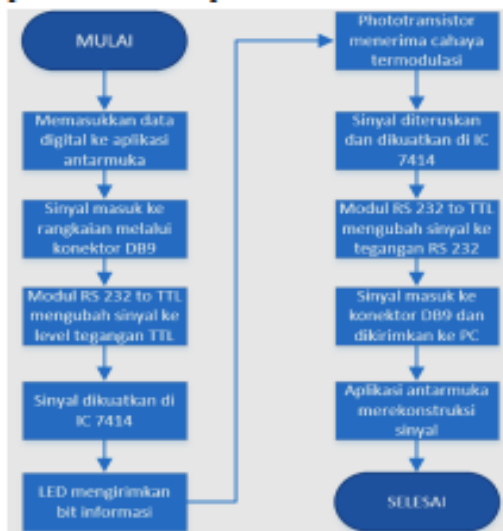 MULAI
Memasukkan data
digital ke aplikasi
antarmuka
Sinyal masuk ke
rangkaian melalui
konektor DB9
Modul RS 232 to TTL
mengubah sinyal ke
level tegangan TTL
Sinyal dikuatkan di
IC 7414
LED mengirimkan
bit informasi
Phototransistor
menerima cahaya
termodulasi
Sinyal diteruskan
dan dikuatkan di IC
7414
Modul RS 232 to TTL
mengubah sinyal ke
tegangan RS 232
Sinyal masuk ke
konektor DB9 dan
dikirimkan ke PC
Aplikasi antarmuka
merekonstruksi
sinyal
SELESAI